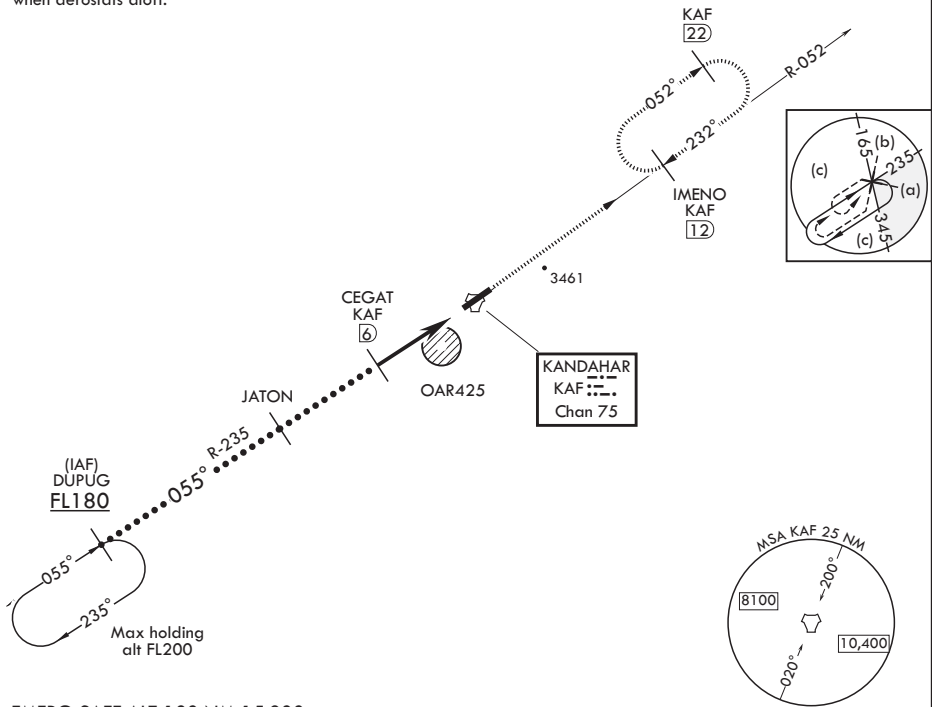 when aerostats aloft.
KAF
22
R-052
052°
232°
IMENO
KAF
12
165
(b)
235
(c)
(a)
(c)
345
3461
CEGAT
KAF
6
OAR425
KANDAHAR
KAF
Chan 75
JATON
R-235
055°
(IAF)
DUPUG
FL180
055°
235°
Max holding
alt FL200
MSA KAF 25 NM
200°
8100
10,400
020°